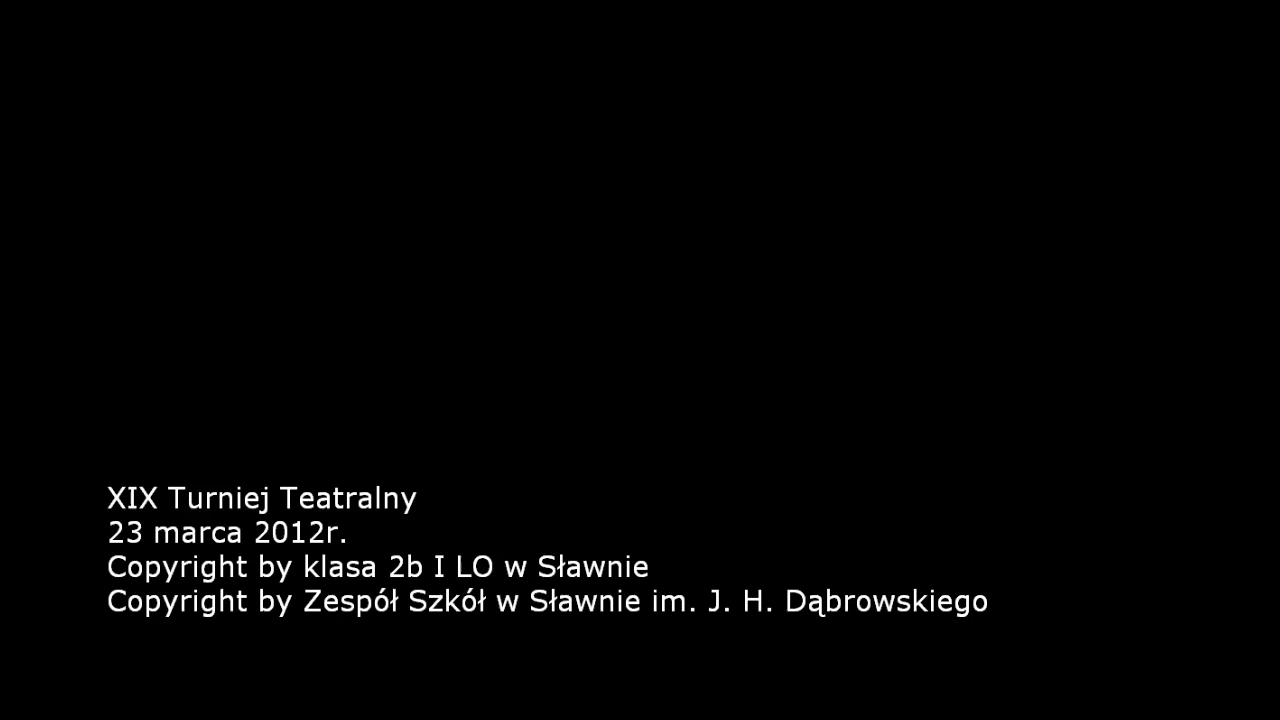 XIX Turniej Teatralny
23 marca 2012r.
Copyright by klasa 2b I LO w Sławnie
Copyright by Zespół Szkół w Sławnie im. J. H. Dąbrowskiego